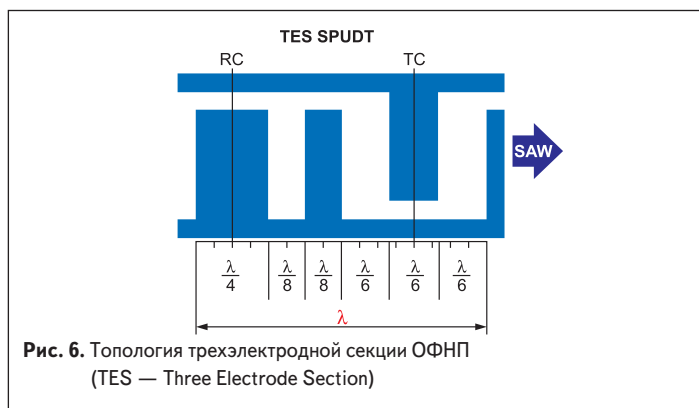 TES SPUDT
RC TC
SAW
λ/4 λ/8 λ/8 λ/6 λ/6 λ/6
λ
Рис. 6. Топология трехэлектродной секции ОФНП
(TES — Three Electrode Section)